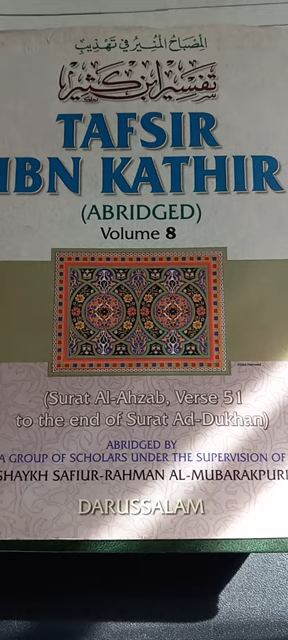 المصباح المنير في تهذيب
تفسير ابن كثير
TAFSIR
IBN KATHIR
(ABRIDGED)
Volume 8
(Surat Al-Ahzab, Verse 51
to the end of Surat Ad-Dukhan)
ABRIDGED BY
A GROUP OF SCHOLARS UNDER THE SUPERVISION OF
SHAYKH SAFIUR-RAHMAN AL-MUBARAKPURI
DARUSSALAM